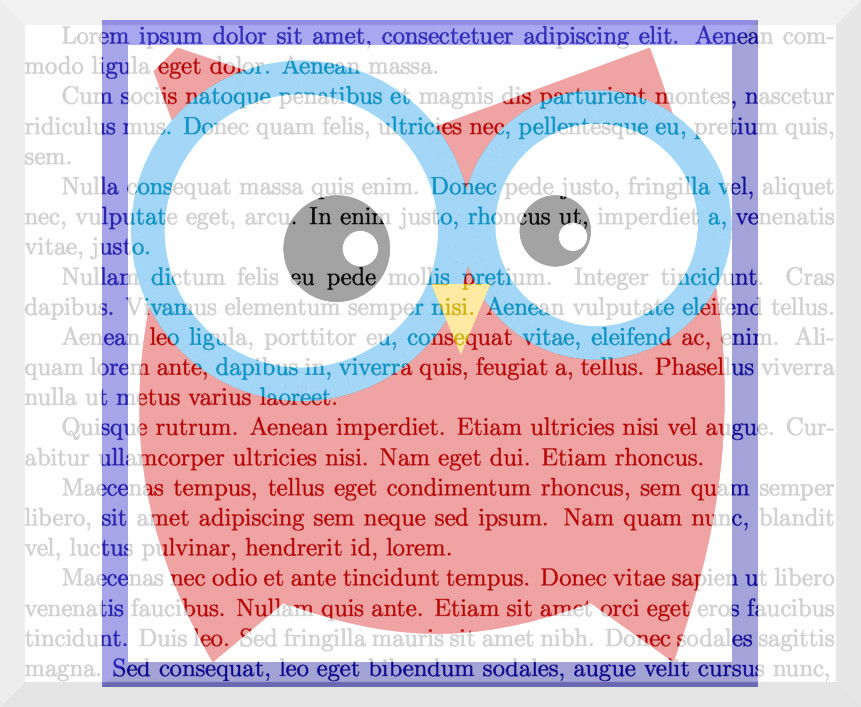 Lorem ipsum dolor sit amet, consectetuer adipiscing elit. Aenean com-
modo ligula eget dolor. Aenean massa.
Cum sociis natoque penatibus et magnis dis parturient montes, nascetur
ridiculus mus. Donec quam felis, ultricies nec, pellentesque eu, pretium quis,
sem.
Nulla consequat massa quis enim. Donec pede justo, fringilla vel, aliquet
nec, vulputate eget, arcu. In enim justo, rhoncus ut, imperdiet a, venenatis
vitae, justo.
Nullam dictum felis eu pede mollis pretium. Integer tincidunt. Cras
dapibus. Vivamus elementum semper nisi. Aenean vulputate eleifend tellus.
Aenean leo ligula, porttitor eu, consequat vitae, eleifend ac, enim. Ali-
quam lorem ante, dapibus in, viverra quis, feugiat a, tellus. Phasellus viverra
nulla ut metus varius laoreet.
Quisque rutrum. Aenean imperdiet. Etiam ultricies nisi vel augue. Cur-
abitur ullamcorper ultricies nisi. Nam eget dui. Etiam rhoncus.
Maecenas tempus, tellus eget condimentum rhoncus, sem quam semper
libero, sit amet adipiscing sem neque sed ipsum. Nam quam nunc, blandit
vel, luctus pulvinar, hendrerit id, lorem.
Maecenas nec odio et ante tincidunt tempus. Donec vitae sapien ut libero
venenatis faucibus. Nullam quis ante. Etiam sit amet orci eget eros faucibus
tincidunt. Duis leo. Sed fringilla mauris sit amet nibh. Donec sodales sagittis
magna. Sed consequat, leo eget bibendum sodales, augue velit cursus nunc,